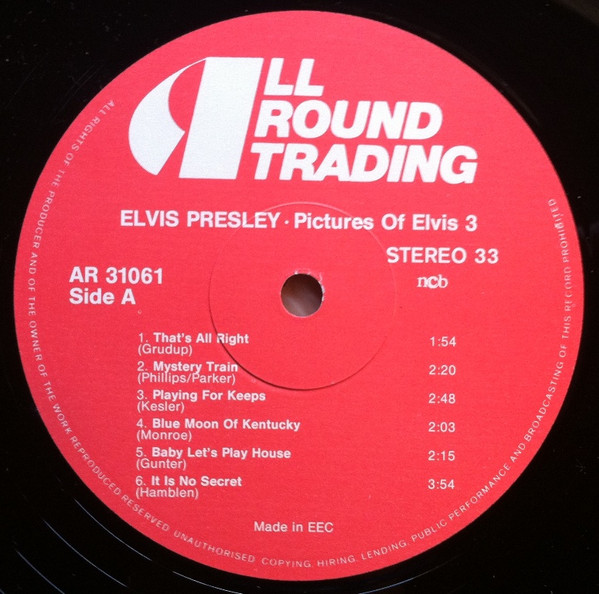 ALL
ROUND
TRADING
ELVIS PRESLEY · Pictures Of Elvis 3
STEREO 33
AR 31061
ncb
Side A
1. That's All Right 1:54
(Grudup)
2. Mystery Train 2:20
(Phillips/Parker)
3. Playing For Keeps 2:48
(Kesler)
4. Blue Moon Of Kentucky 2:03
(Monroe)
5. Baby Let's Play House 2:15
(Gunter)
6. It Is No Secret 3:54
(Hamblen)
Made in EEC
ALL RIGHTS OF THE PRODUCER AND OF THE OWNER OF THE WORK REPRODUCED RESERVED. UNAUTHORISED COPYING, HIRING, LENDING, PUBLIC PERFORMANCE AND BROADCASTING OF THIS RECORD PROHIBITED